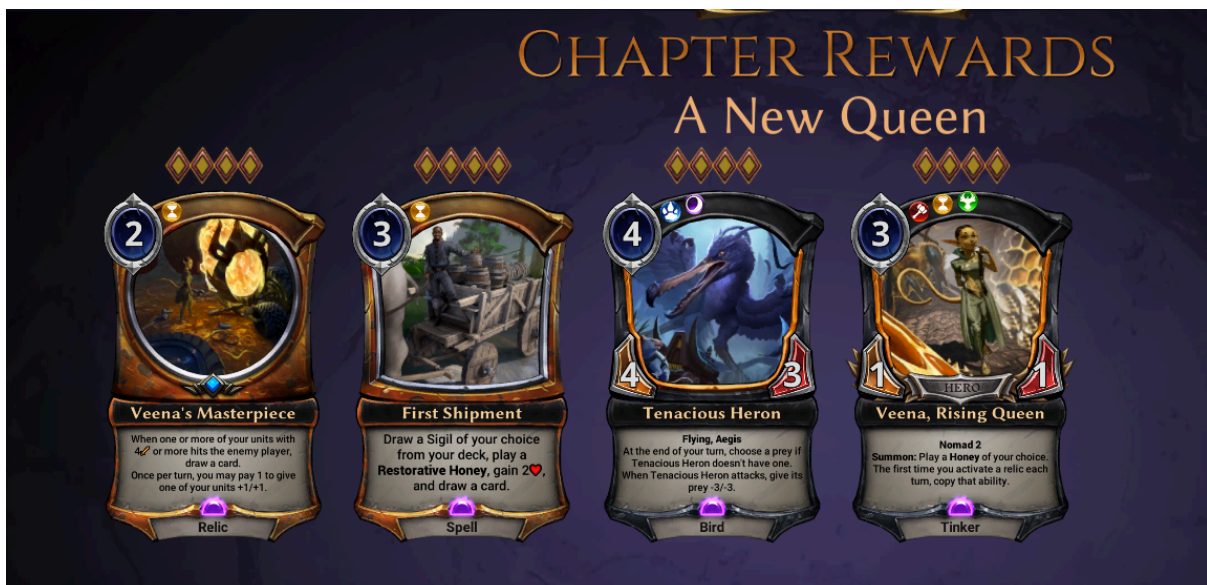 CHAPTER REWARDS
A New Queen
2
Veena's Masterpiece
When one or more of your units with
4 or more hits the enemy player,
draw a card.
Once per turn, you may pay 1 to give
one of your units +1/+1.
Relic
3
First Shipment
Draw a Sigil of your choice
from your deck, play a
Restorative Honey, gain 2,
and draw a card.
Spell
4
4
3
Tenacious Heron
Flying, Aegis
At the end of your turn, choose a prey if
Tenacious Heron doesn't have one.
When Tenacious Heron attacks, give its
prey -3/-3.
Bird
3
1
HERO
1
Veena, Rising Queen
Nomad 2
Summon: Play a Honey of your choice.
The first time you activate a relic each
turn, copy that ability.
Tinker